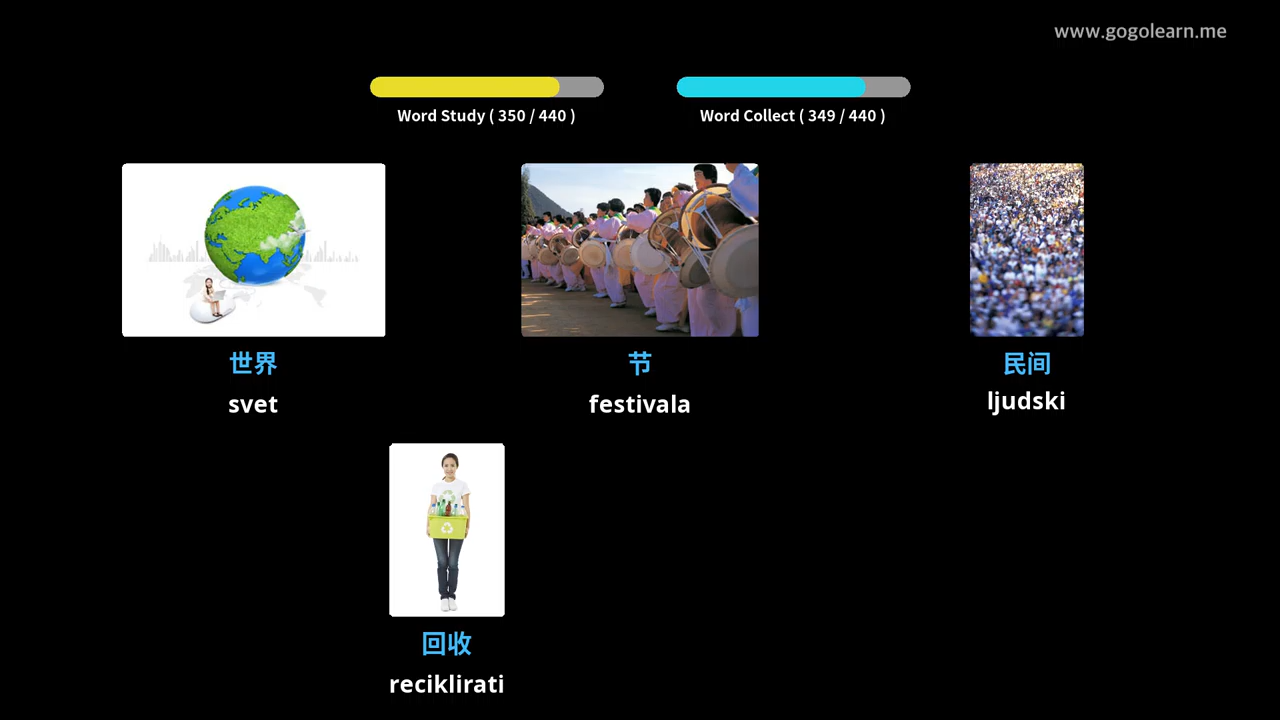 www.gogolearn.me
Word Study ( 350 / 440 )
Word Collect ( 349 / 440 )
世界
svet
节
festivala
民间
ljudski
回收
reciklirati